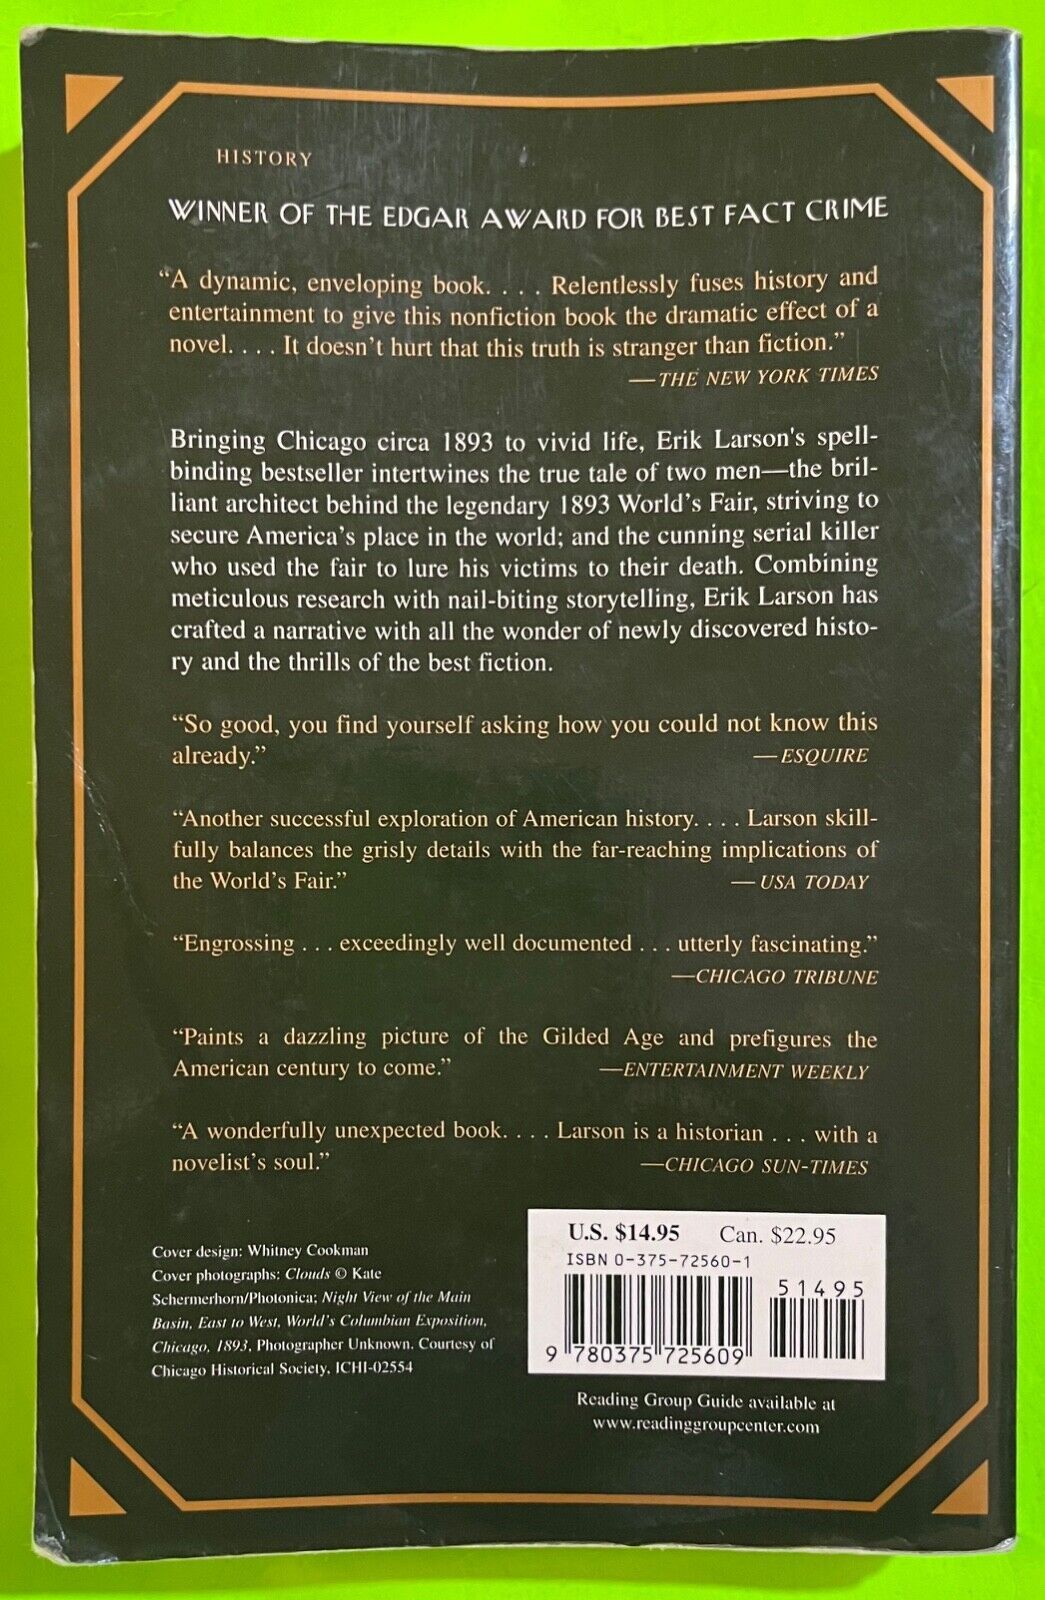 HISTORY
WINNER OF THE EDGAR AWARD FOR BEST FACT CRIME
“A dynamic, enveloping book. . . . Relentlessly fuses history and
entertainment to give this nonfiction book the dramatic effect of a
novel. . . . It doesn’t hurt that this truth is stranger than fiction.”
—THE NEW YORK TIMES
Bringing Chicago circa 1893 to vivid life, Erik Larson's spell-
binding bestseller intertwines the true tale of two men—the bril-
liant architect behind the legendary 1893 World’s Fair, striving to
secure America’s place in the world; and the cunning serial killer
who used the fair to lure his victims to their death. Combining
meticulous research with nail-biting storytelling, Erik Larson has
crafted a narrative with all the wonder of newly discovered histo-
ry and the thrills of the best fiction.
“So good, you find yourself asking how you could not know this
already.” —ESQUIRE
“Another successful exploration of American history. . . . Larson skill-
fully balances the grisly details with the far-reaching implications of
the World’s Fair.” —USA TODAY
“Engrossing . . . exceedingly well documented . . . utterly fascinating.”
—CHICAGO TRIBUNE
“Paints a dazzling picture of the Gilded Age and prefigures the
American century to come.” —ENTERTAINMENT WEEKLY
“A wonderfully unexpected book. . . . Larson is a historian . . . with a
novelist’s soul.” —CHICAGO SUN-TIMES
Cover design: Whitney Cookman
Cover photographs: Clouds © Kate
Schermerhorn/Photonica; Night View of the Main
Basin, East to West, World’s Columbian Exposition,
Chicago, 1893, Photographer Unknown. Courtesy of
Chicago Historical Society, ICHI-02554
U.S. $14.95 Can. $22.95
ISBN 0-375-72560-1
51495
9 780375 725609
Reading Group Guide available at
www.readinggroupcenter.com